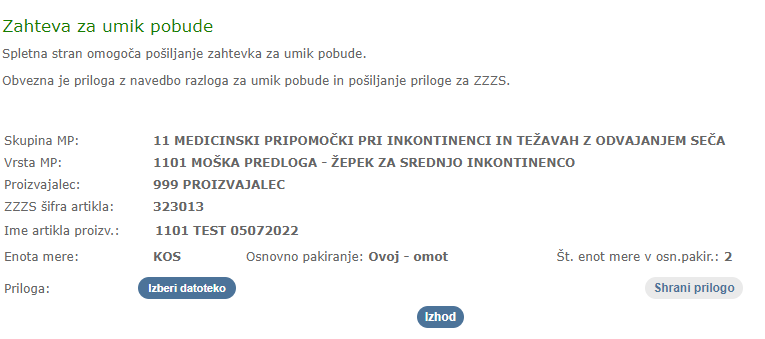 Zahteva za umik pobude
Spletna stran omogoča pošiljanje zahtevka za umik pobude.
Obvezna je priloga z navedbo razloga za umik pobude in pošiljanje priloge za ZZZS.
Skupina MP: 11 MEDICINSKI PRIPOMOČKI PRI INKONTINENCI IN TEŽAVAH Z ODVAJANJEM SEČA
Vrsta MP: 1101 MOŠKA PREDLOGA - ŽEPEK ZA SREDNJO INKONTINENCO
Proizvajalec: 999 PROIZVAJALEC
ZZZS šifra artikla: 323013
Ime artikla proizv.: 1101 TEST 05072022
Enota mere: KOS Osnovno pakiranje: Ovoj - omot Št. enot mere v osn.pakir.: 2
Priloga: Izberi datoteko Shrani prilogo
Izhod